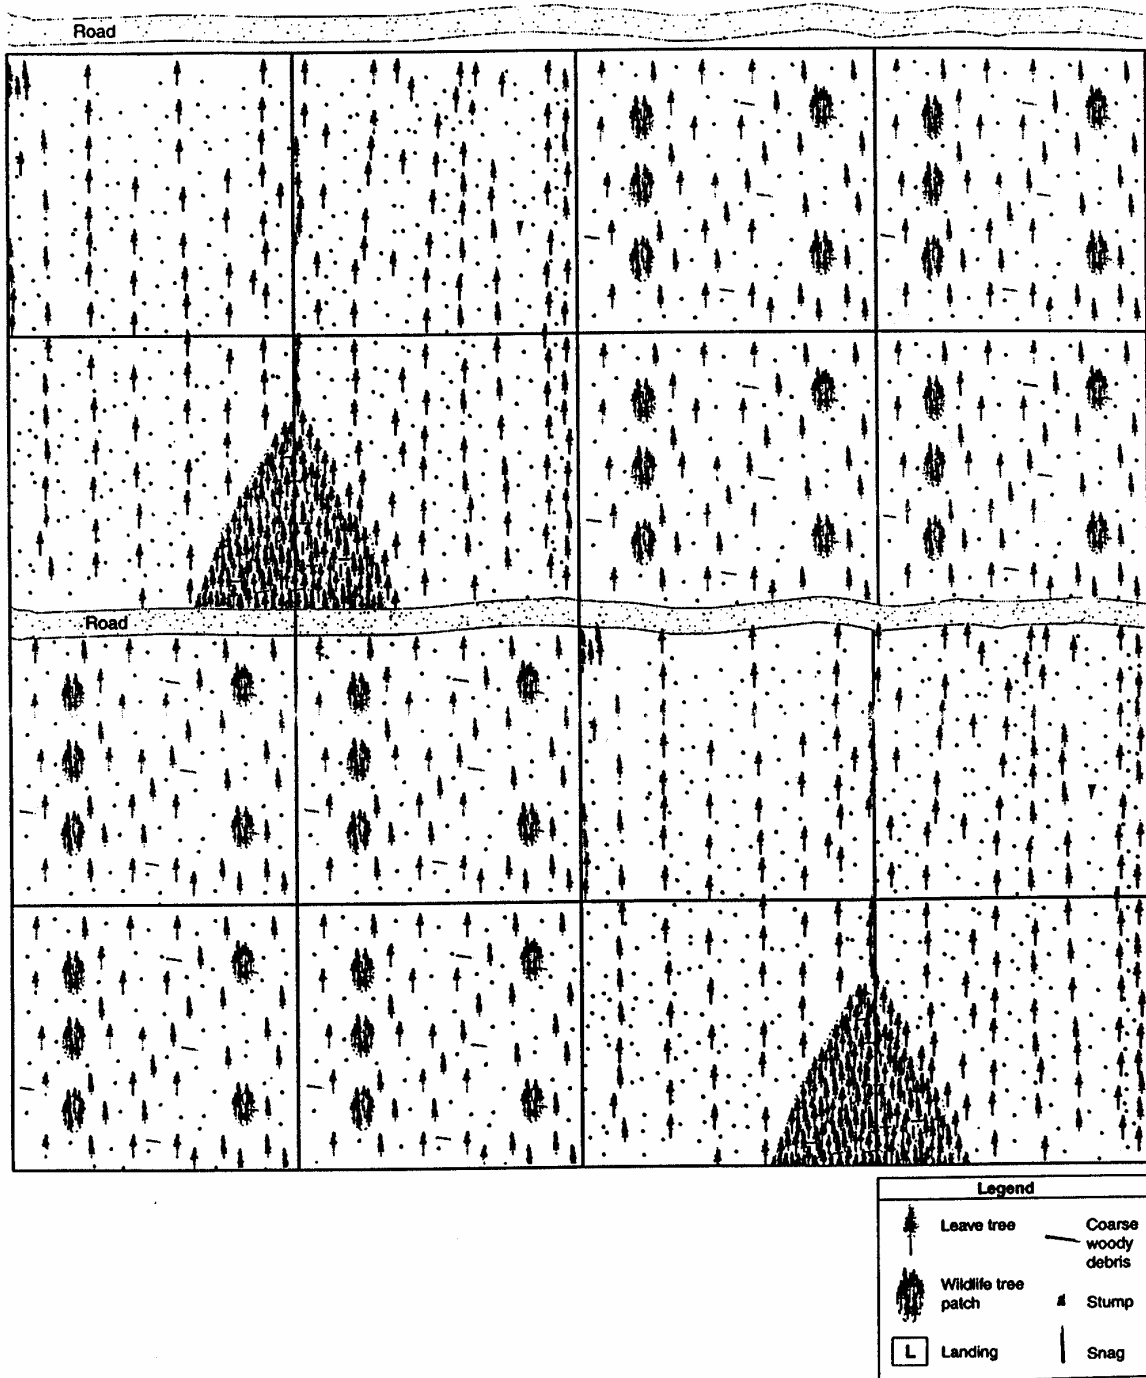 Road
Road
Legend
Leave tree
Coarse
woody
debris
Wildlife tree
patch
Stump
L
Landing
Snag